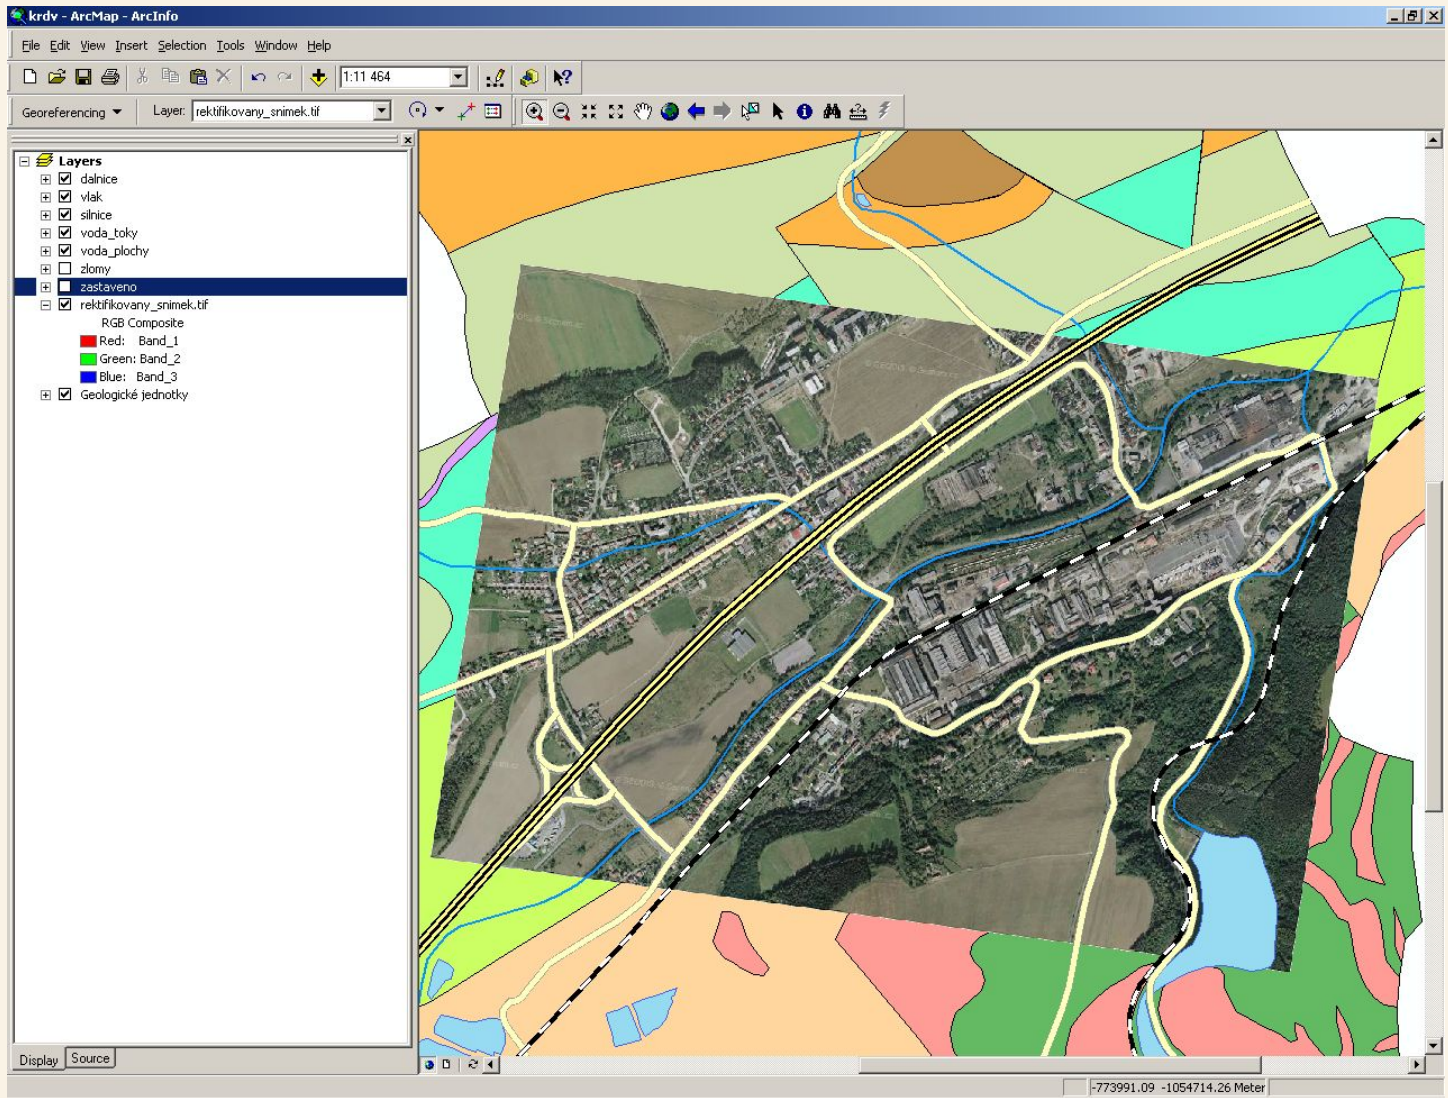 krdv - ArcMap - ArcInfo
File Edit View Insert Selection Tools Window Help
1:11 464
Georeferencing Layer: rektifikovany_snimek.tif
Layers
dalnice
vlak
silnice
voda_toky
voda_plochy
zlomy
zastaveno
rektifikovany_snimek.tif
RGB Composite
Red: Band_1
Green: Band_2
Blue: Band_3
Geologické jednotky
Display Source
-773991.09 -1054714.26 Meter